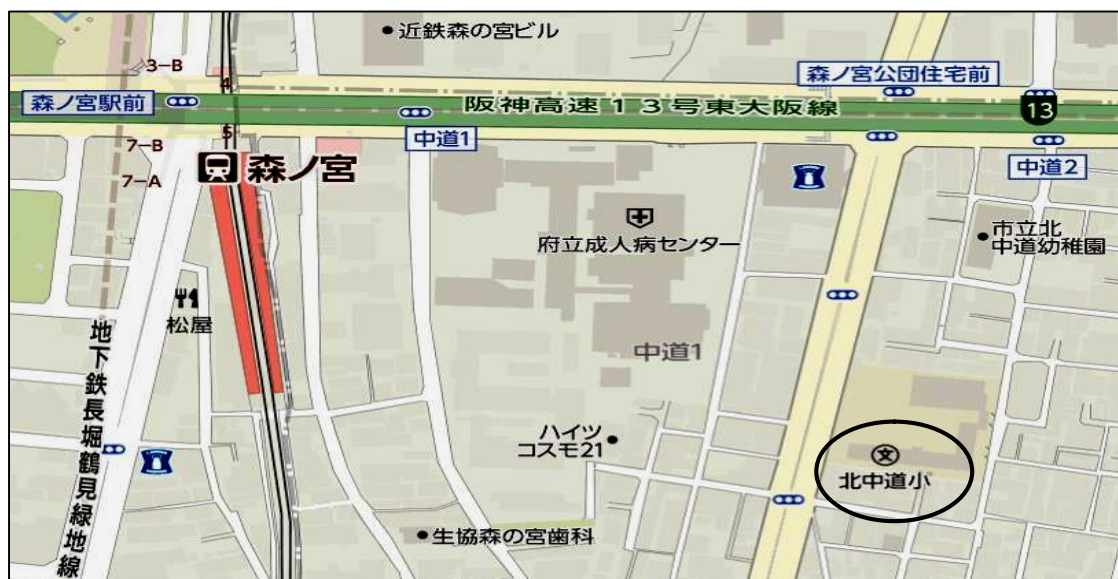 近鉄森の宮ビル
3-B
4
森ノ宮公団住宅前
森ノ宮駅前
阪神高速13号東大阪線
13
5
中道1
7-B
中道2
7-A
森ノ宮
市立北
中道幼稚園
府立成人病センター
松屋
中道1
地下鉄長堀鶴見緑地線
ハイツ
コスモ21
文
北中道小
生協森の宮歯科